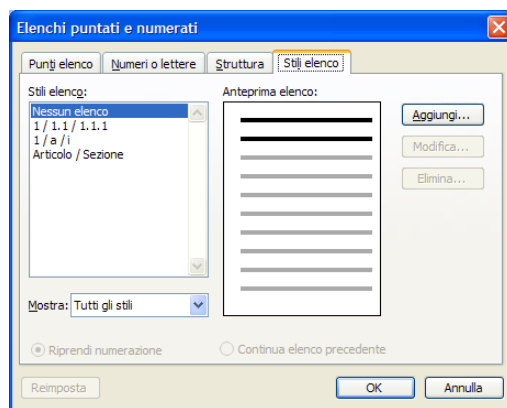 Elenchi puntati e numerati
Punti elenco Numeri o lettere Struttura Stili elenco
Stili elenco: Anteprima elenco:
Nessun elenco
1 / 1.1 / 1.1.1
1 / a / i
Articolo / Sezione
Aggiungi...
Modifica...
Elimina...
Mostra: Tutti gli stili
Riprendi numerazione Continua elenco precedente
Reimposta OK Annulla